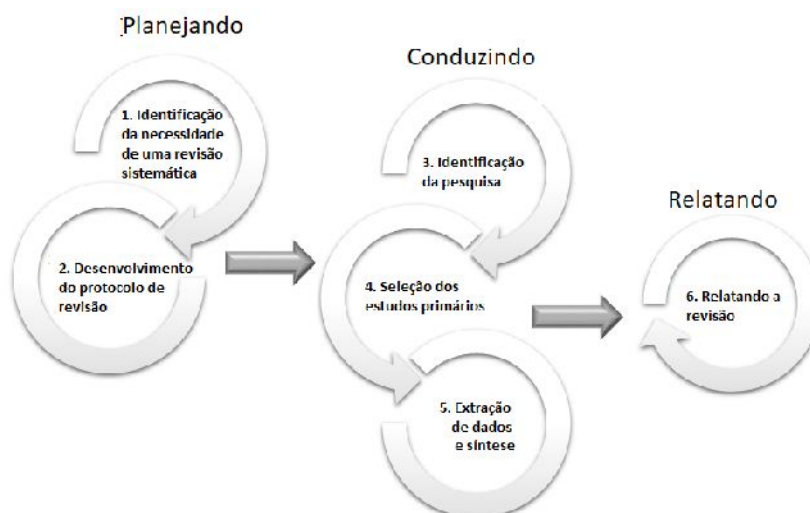 Planejando
1. Identificação
da necessidade
de uma revisão
sistemática
2. Desenvolvimento
do protocolo de
revisão
Conduzindo
3. Identificação
da pesquisa
4. Seleção dos
estudos primários
5. Extração
de dados
e síntese
Relatando
6. Relatando a
revisão